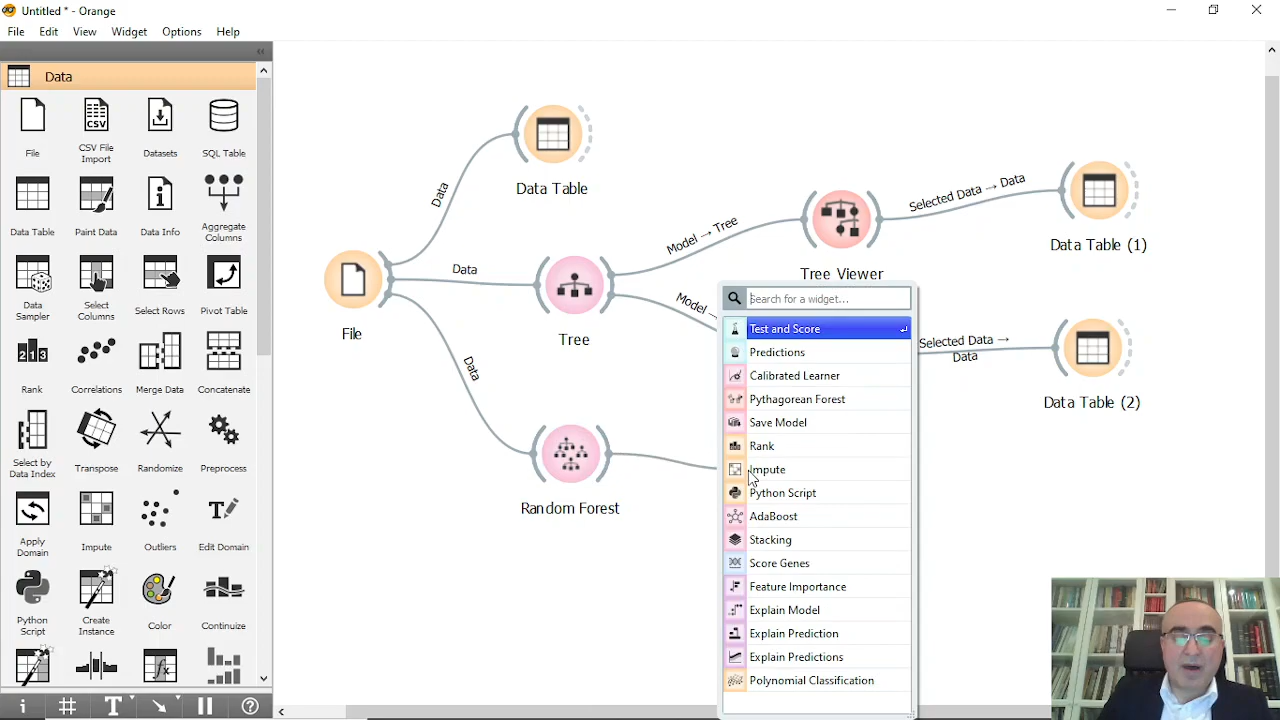 Untitled * - Orange
File Edit View Widget Options Help
Data
File
CSV File
Import
Datasets
SQL Table
Data Table
Paint Data
Data Info
Aggregate
Columns
Data
Sampler
Select
Columns
Select Rows
Pivot Table
Rank
Correlations
Merge Data
Concatenate
Select by
Data Index
Transpose
Randomize
Preprocess
Apply
Domain
Impute
Outliers
Edit Domain
Python
Script
Create
Instance
Color
Continuize
Data
Data Table
Model → Tree
Selected Data → Data
Data Table (1)
Tree Viewer
Data
Tree
File
Model →
Data
Random Forest
Selected Data →
Data
Data Table (2)
Search for a widget...
Test and Score
Predictions
Calibrated Learner
Pythagorean Forest
Save Model
Rank
Impute
Python Script
AdaBoost
Stacking
Score Genes
Feature Importance
Explain Model
Explain Prediction
Explain Predictions
Polynomial Classification